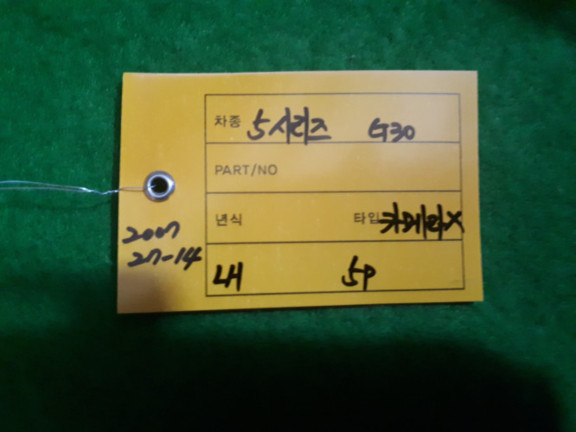 차종 5시리즈 G30
PART/NO
년식 타입 카메라X
LH 5P
2007
27-14